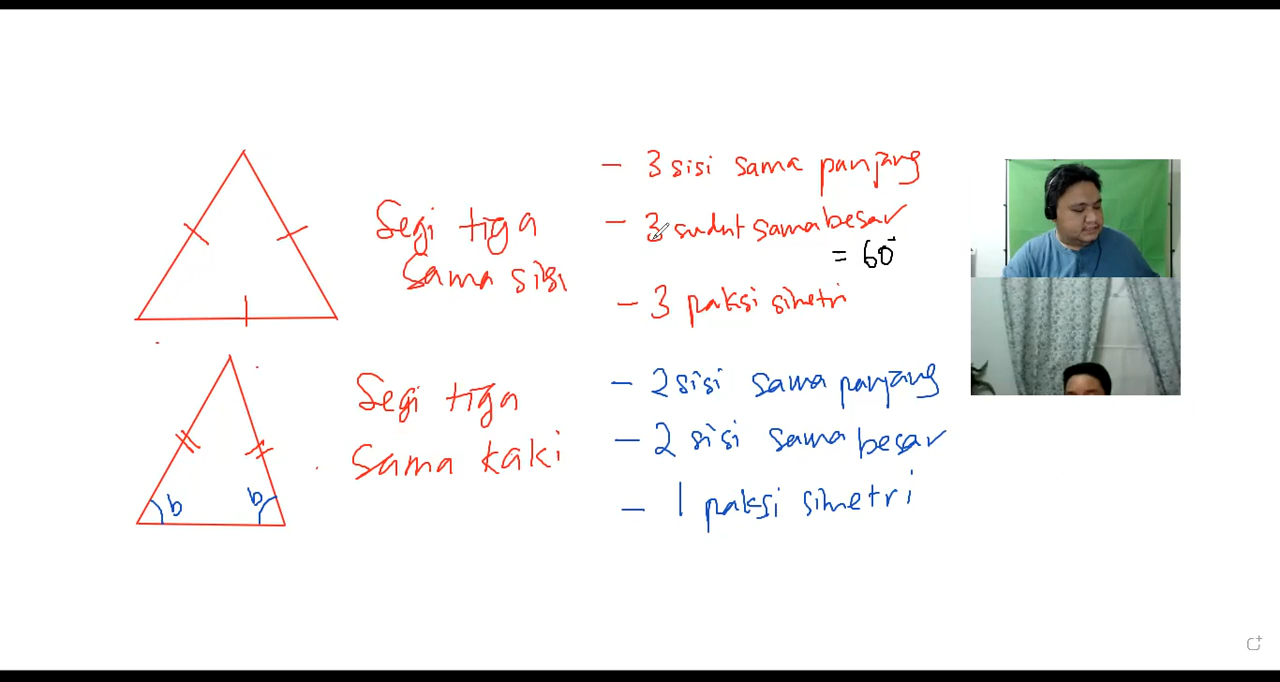 Segi tiga
sama sisi
- 3 sisi sama panjang
- 3 sudut sama besar
= 60°
- 3 paksi simetri
Segi tiga
sama kaki
- 2 sisi sama panjang
- 2 sisi sama besar
- 1 paksi simetri
b
b